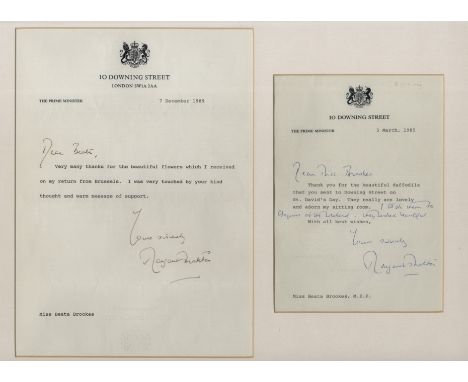 10 DOWNING STREET
LONDON SW1A 2AA
THE PRIME MINISTER
7 December 1985
Dear Beata,
Very many thanks for the beautiful flowers which I received
on my return from Brussels. I was very touched by your kind
thought and warm message of support.
Yours sincerely
Margaret Thatcher
Miss Beata Brookes
10 DOWNING STREET
THE PRIME MINISTER
5 March, 1985
Dear Miss Brookes
Thank you for the beautiful daffodils
that you sent to Downing Street on
St. David's Day. They really are lovely
and adorn my sitting room.
With all best wishes,
Yours sincerely
Margaret Thatcher
Miss Beata Brookes, M.E.P.